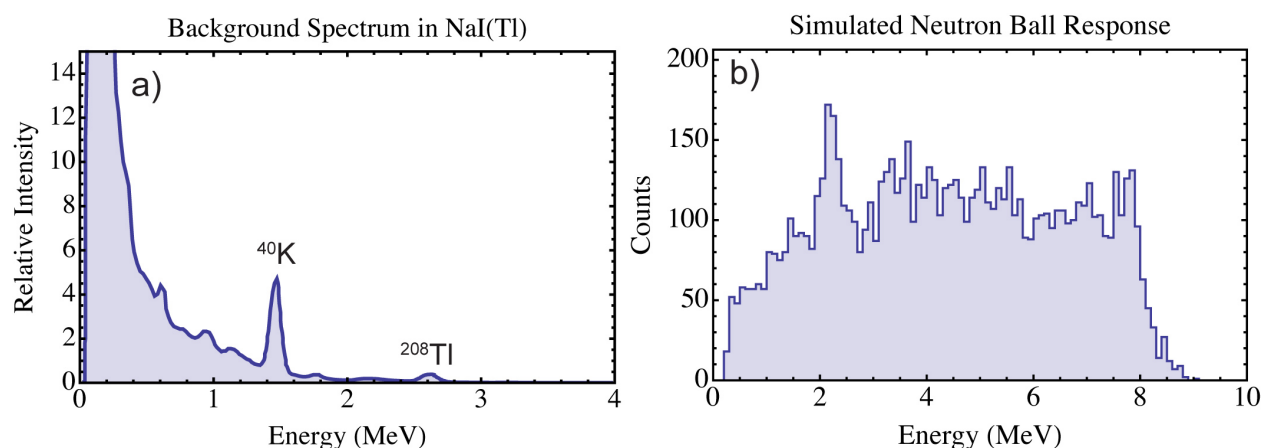 Background Spectrum in NaI(Tl)
a)
14
12
10
8
6
4
2
0
Relative Intensity
⁴⁰K
²⁰⁸Tl
0 1 2 3 4
Energy (MeV)
Simulated Neutron Ball Response
b)
200
150
100
50
0
Counts
0 2 4 6 8 10
Energy (MeV)